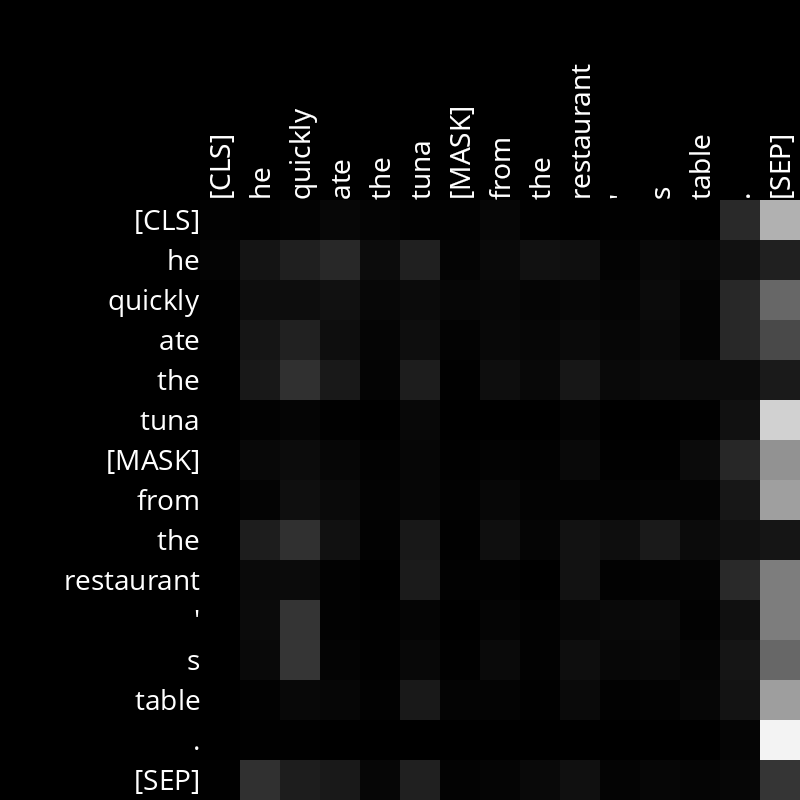 [CLS] he quickly ate the tuna [MASK] from the restaurant ' s table . [SEP]
[CLS]
he
quickly
ate
the
tuna
[MASK]
from
the
restaurant
'
s
table
.
[SEP]